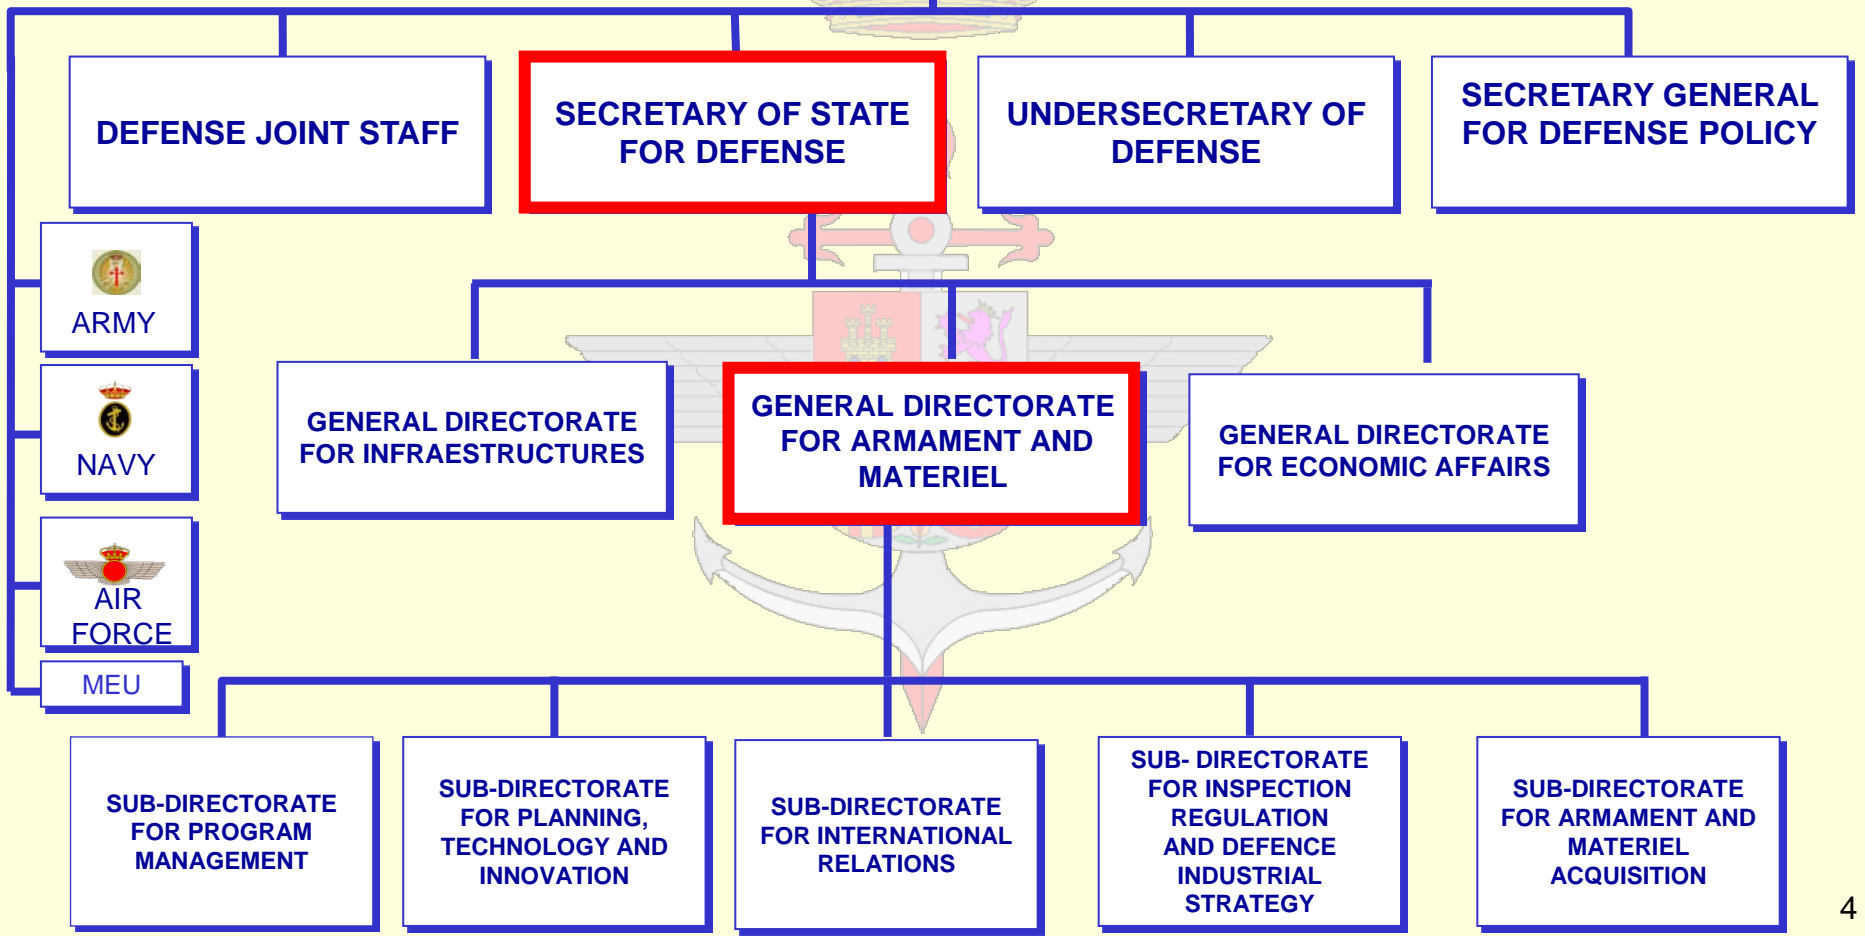 DEFENSE JOINT STAFF
SECRETARY OF STATE
FOR DEFENSE
UNDERSECRETARY OF
DEFENSE
SECRETARY GENERAL
FOR DEFENSE POLICY
ARMY
NAVY
AIR
FORCE
MEU
GENERAL DIRECTORATE
FOR INFRAESTRUCTURES
GENERAL DIRECTORATE
FOR ARMAMENT AND
MATERIEL
GENERAL DIRECTORATE
FOR ECONOMIC AFFAIRS
SUB-DIRECTORATE
FOR PROGRAM
MANAGEMENT
SUB-DIRECTORATE
FOR PLANNING,
TECHNOLOGY AND
INNOVATION
SUB-DIRECTORATE
FOR INTERNATIONAL
RELATIONS
SUB- DIRECTORATE
FOR INSPECTION
REGULATION
AND DEFENCE
INDUSTRIAL
STRATEGY
SUB-DIRECTORATE
FOR ARMAMENT AND
MATERIEL
ACQUISITION
4